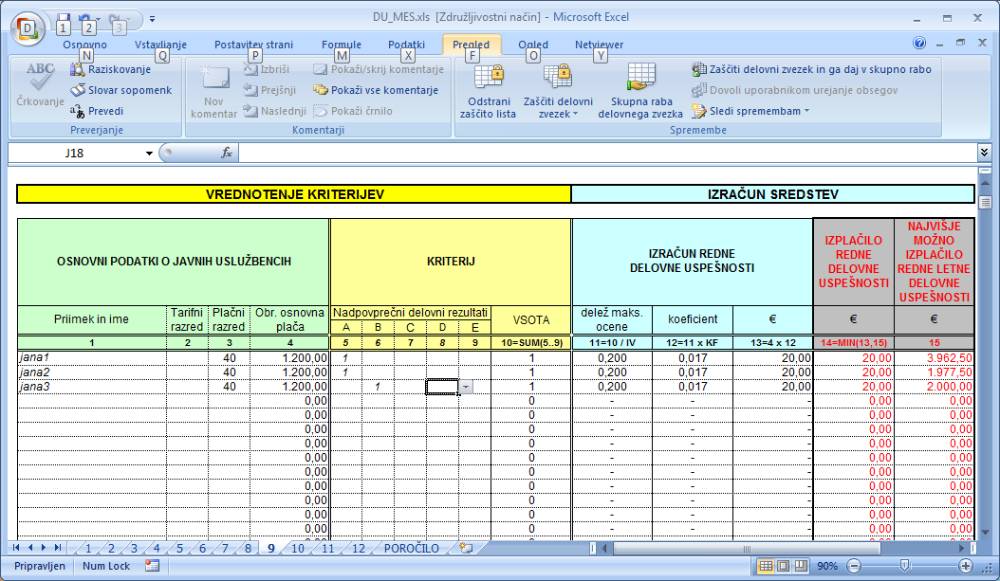 DU_MES.xls [Združljivostni način] - Microsoft Excel
D 1 2 3
Osnovno Vstavljanje Postavitev strani Formule Podatki Pregled Ogled Netviewer
N Q P M X F O Y
ABC Črkovanje
Raziskovanje
Slovar sopomenk
Prevedi
Preverjanje
Nov komentar
Izbriši
Prejšnji
Naslednji
Pokaži/skrij komentarje
Pokaži vse komentarje
Pokaži črnilo
Komentarji
Odstrani zaščito lista
Zaščiti delovni zvezek
Skupna raba delovnega zvezka
Zaščiti delovni zvezek in ga daj v skupno rabo
Dovoli uporabnikom urejanje obsegov
Sledi spremembam
Spremembe
J18 fx
VREDNOTENJE KRITERIJEV IZRAČUN SREDSTEV
OSNOVNI PODATKI O JAVNIH USLUŽBENCIH
KRITERIJ
IZRAČUN REDNE
DELOVNE USPEŠNOSTI
IZPLAČILO
REDNE
DELOVNE
USPEŠNOSTI
NAJVIŠJE
MOŽNO
IZPLAČILO
REDNE LETNE
DELOVNE
USPEŠNOSTI
Priimek in ime
Tarifni razred
Plačni razred
Obr. osnovna plača
Nadpovprečni delovni rezultati
A B C D E
VSOTA
delež maks. ocene
koeficient
€
€
€
1 2 3 4 5 6 7 8 9 10=SUM(5..9) 11=10 / IV 12=11 x KF 13=4 x 12 14=MIN(13,15) 15
jana1 40 1.200,00 1 1 0,200 0,017 20,00 20,00 3.962,50
jana2 40 1.200,00 1 1 0,200 0,017 20,00 20,00 1.977,50
jana3 40 1.200,00 1 1 0,200 0,017 20,00 20,00 2.000,00
0,00 0 - - - 0,00 0,00
0,00 0 - - - 0,00 0,00
0,00 0 - - - 0,00 0,00
0,00 0 - - - 0,00 0,00
0,00 0 - - - 0,00 0,00
0,00 0 - - - 0,00 0,00
0,00 0 - - - 0,00 0,00
0,00 0 - - - 0,00 0,00
0,00 0 - - - 0,00 0,00
0,00 0 - - - 0,00 0,00
1 2 3 4 5 6 7 8 9 10 11 12 POROČILO
Pripravljen Num Lock 90%